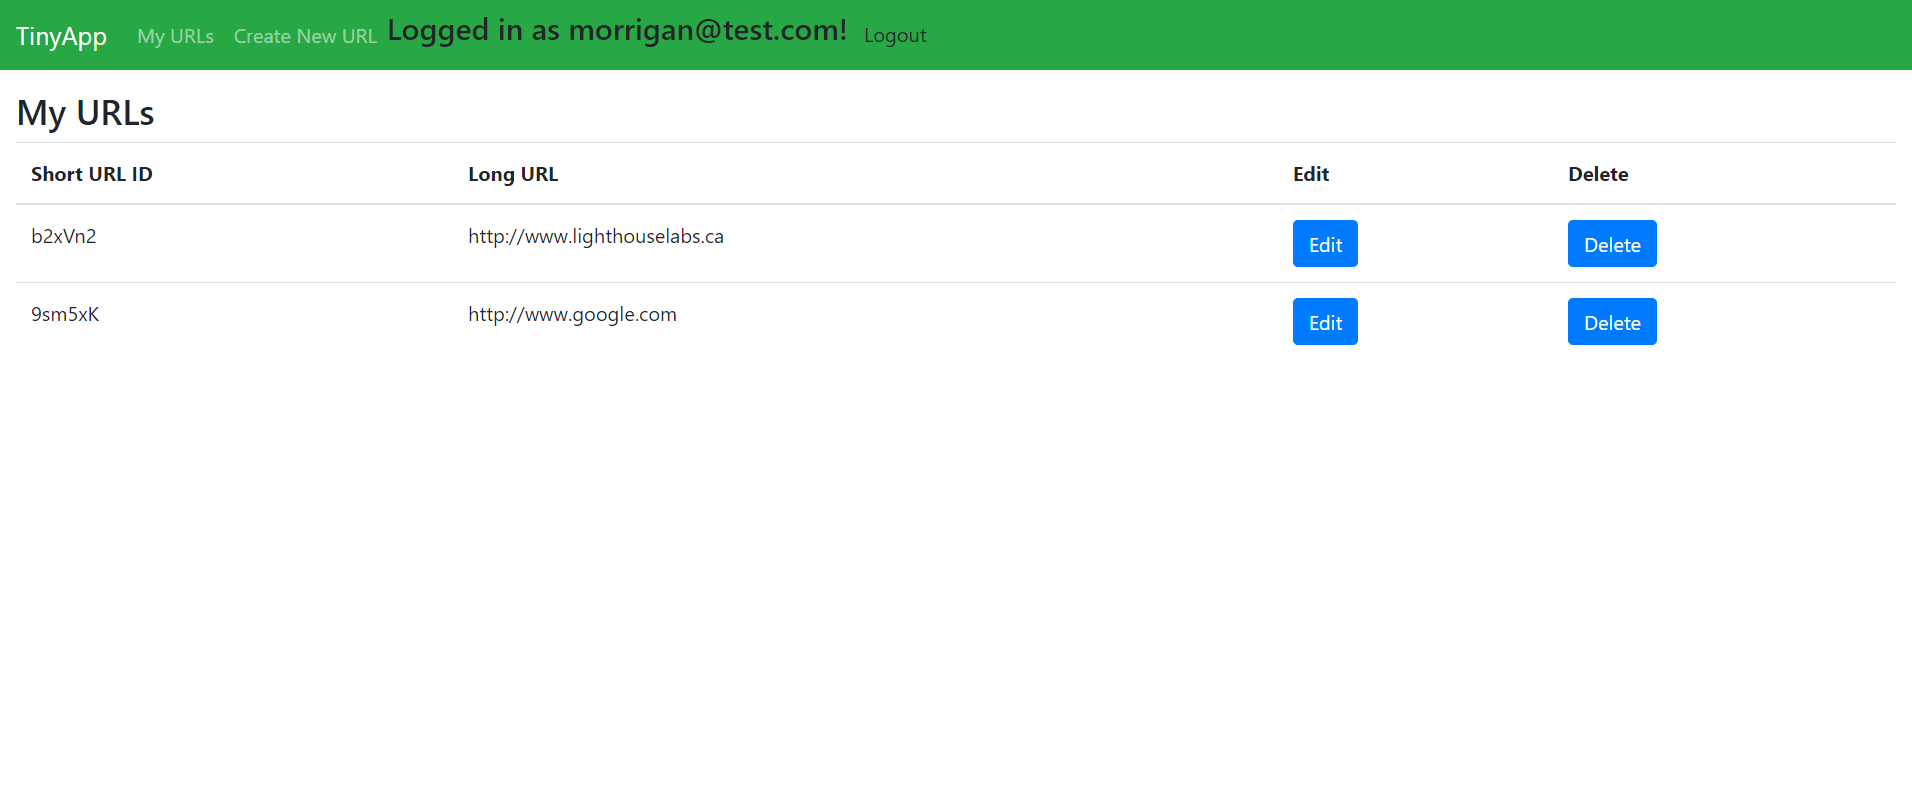 TinyApp My URLs Create New URL Logged in as morrigan@test.com! Logout
My URLs
Short URL ID Long URL Edit Delete
b2xVn2 http://www.lighthouselabs.ca Edit Delete
9sm5xK http://www.google.com Edit Delete